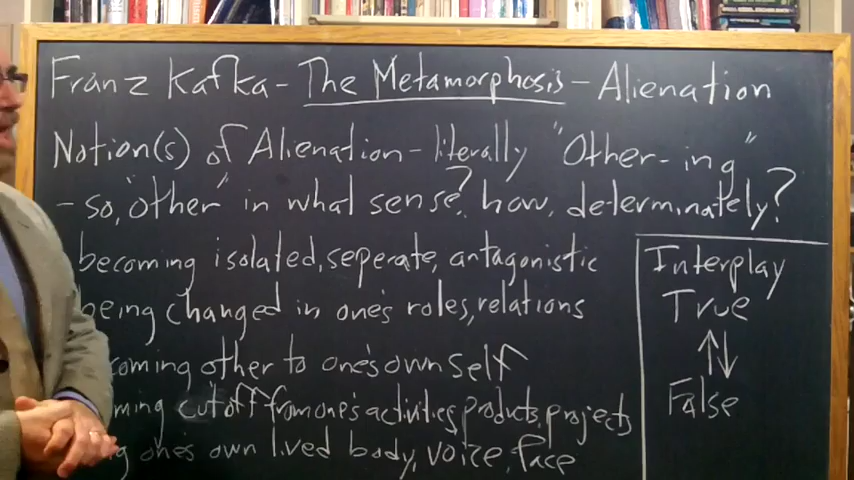 Franz Kafka - The Metamorphosis - Alienation
Notion(s) of Alienation - literally "Other-ing"
- so, "other" in what sense? how, determinately?
becoming isolated, seperate, antagonistic
being changed in one's roles, relations
coming other to one's own self
ming cut off from one's activities, products, projects
g one's own lived body, voice, face
Interplay
True
↑↓
False